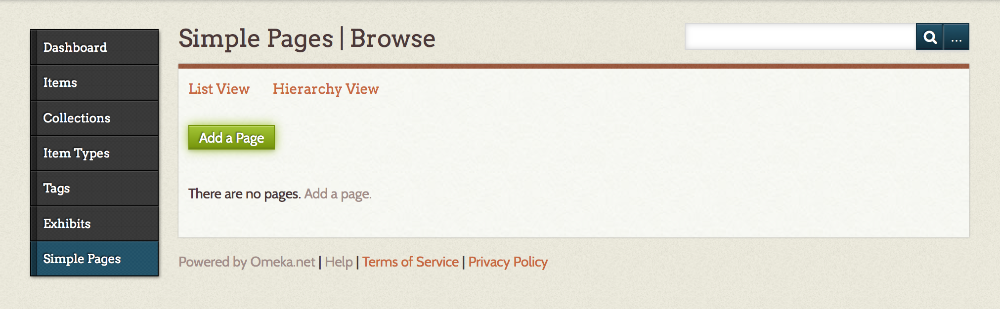 Dashboard
Items
Collections
Item Types
Tags
Exhibits
Simple Pages
Simple Pages | Browse
...
List View Hierarchy View
Add a Page
There are no pages. Add a page.
Powered by Omeka.net | Help | Terms of Service | Privacy Policy